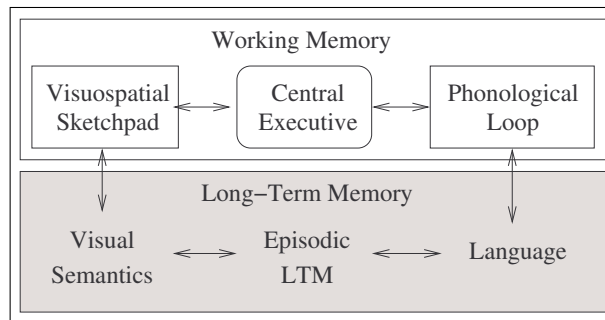 Working Memory
Visuospatial Sketchpad
Central Executive
Phonological Loop
Long−Term Memory
Visual Semantics
Episodic LTM
Language